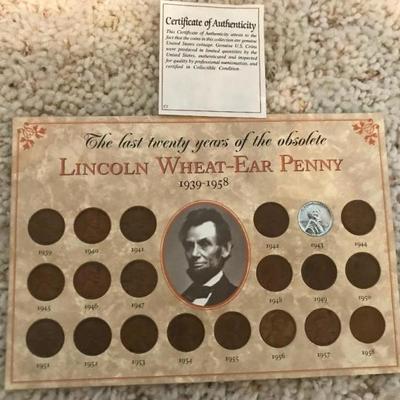 Certificate of Authenticity
This Certificate of Authenticity attests to the
fact that the coins in this collection are genuine
United States coinage. Genuine U.S. Coins
were produced in limited quantities by the
United States, authenticated and inspected
for quality by professional numismatists, and
certified in Collectible Condition.
The last twenty years of the obsolete
LINCOLN WHEAT-EAR PENNY
1939-1958
1939 1940 1941 1942 1943 1944
1945 1946 1947 1948 1949 1950
1951 1952 1953 1954 1955 1956 1957 1958